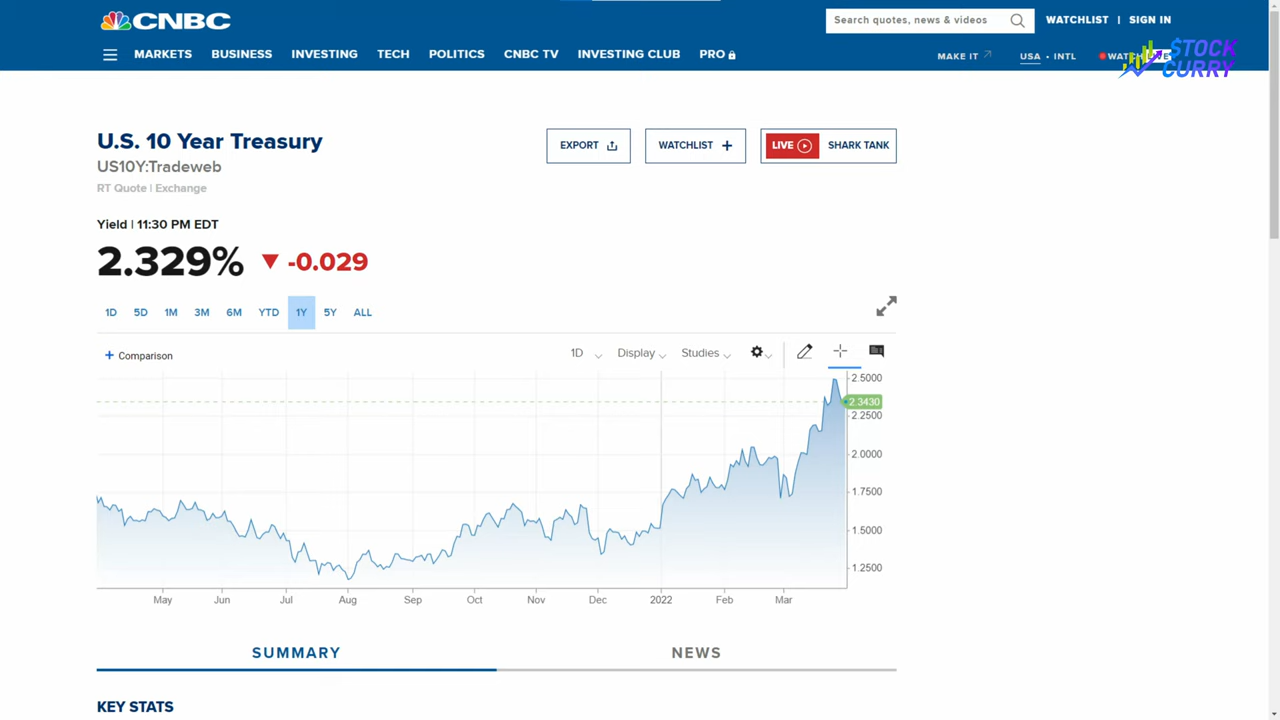 CNBC
Search quotes, news & videos
WATCHLIST | SIGN IN
MARKETS BUSINESS INVESTING TECH POLITICS CNBC TV INVESTING CLUB PRO
MAKE IT USA • INTL
STOCK
CURRY
U.S. 10 Year Treasury
US10Y:Tradeweb
RT Quote | Exchange
EXPORT WATCHLIST + LIVE SHARK TANK
Yield | 11:30 PM EDT
2.329% ▼ -0.029
1D 5D 1M 3M 6M YTD 1Y 5Y ALL
+ Comparison 1D Display Studies
2.5000
2.3430
2.2500
2.0000
1.7500
1.5000
1.2500
May Jun Jul Aug Sep Oct Nov Dec 2022 Feb Mar
SUMMARY NEWS
KEY STATS